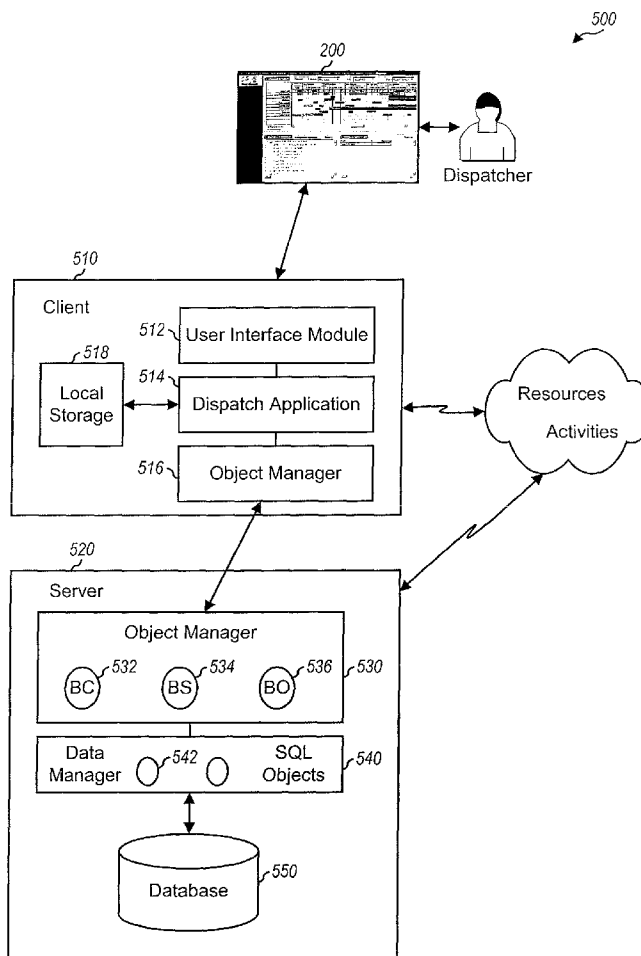 500
200
Dispatcher
510
Client
512
User Interface Module
518
514
Local
Storage
Dispatch Application
Resources
Activities
516
Object Manager
520
Server
Object Manager
532
534
536
BC
BS
BO
530
Data
Manager
542
SQL
Objects
540
Database
550